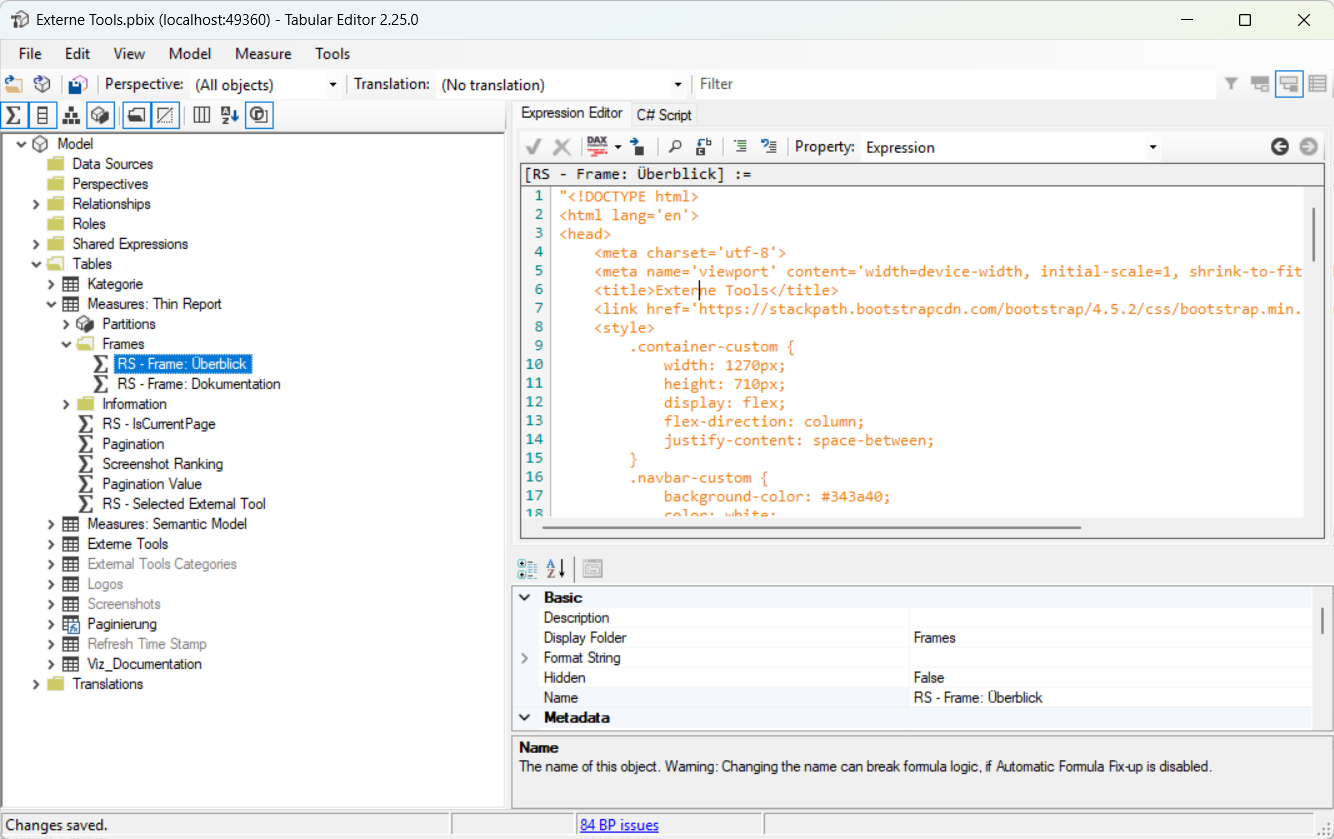 Externe Tools.pbix (localhost:49360) - Tabular Editor 2.25.0
File Edit View Model Measure Tools
Perspective: (All objects) Translation: (No translation) Filter
Model
Data Sources
Perspectives
Relationships
Roles
Shared Expressions
Tables
Kategorie
Measures: Thin Report
Partitions
Frames
RS - Frame: Überblick
RS - Frame: Dokumentation
Information
RS - IsCurrentPage
Pagination
Screenshot Ranking
Pagination Value
RS - Selected External Tool
Measures: Semantic Model
Externe Tools
External Tools Categories
Logos
Screenshots
Paginierung
Refresh Time Stamp
Viz_Documentation
Translations
Expression Editor C# Script
DAX Property: Expression
[RS - Frame: Überblick] :=
1 "<!DOCTYPE html>
2 <html lang='en'>
3 <head>
4 <meta charset='utf-8'>
5 <meta name='viewport' content='width=device-width, initial-scale=1, shrink-to-fit
6 <title>Externe Tools</title>
7 <link href='https://stackpath.bootstrapcdn.com/bootstrap/4.5.2/css/bootstrap.min.
8 <style>
9 .container-custom {
10 width: 1270px;
11 height: 710px;
12 display: flex;
13 flex-direction: column;
14 justify-content: space-between;
15 }
16 .navbar-custom {
17 background-color: #343a40;
18 color: white;
Basic
Description
Display Folder Frames
Format String
Hidden False
Name RS - Frame: Überblick
Metadata
Name
The name of this object. Warning: Changing the name can break formula logic, if Automatic Formula Fix-up is disabled.
Changes saved. 84 BP issues